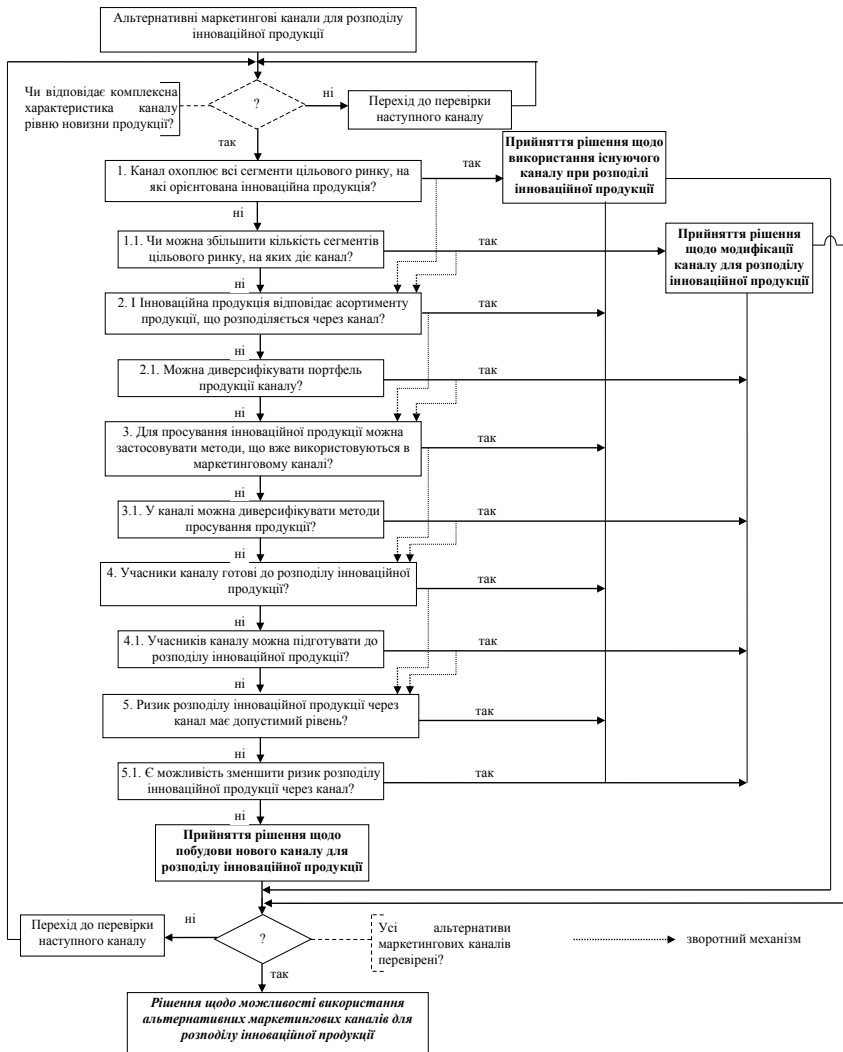 Альтернативні маркетингові канали для розподілу
інноваційної продукції
Чи відповідає комплексна
характеристика каналу
рівню новизни продукції?
?
ні
Перехід до перевірки
наступного каналу
так
1. Канал охоплює всі сегменти цільового ринку, на
які орієнтована інноваційна продукція?
так
Прийняття рішення щодо
використання існуючого
каналу при розподілі
інноваційної продукції
ні
1.1. Чи можна збільшити кількість сегментів
цільового ринку, на яких діє канал?
так
Прийняття рішення
щодо модифікації
каналу для розподілу
інноваційної продукції
ні
2. І Інноваційна продукція відповідає асортименту
продукції, що розподіляється через канал?
так
ні
2.1. Можна диверсифікувати портфель
продукції каналу?
так
ні
3. Для просування інноваційної продукції можна
застосовувати методи, що вже використовуються в
маркетинговому каналі?
так
ні
3.1. У каналі можна диверсифікувати методи
просування продукції?
так
ні
4. Учасники каналу готові до розподілу інноваційної
продукції?
так
ні
4.1. Учасників каналу можна підготувати до
розподілу інноваційної продукції?
так
ні
5. Ризик розподілу інноваційної продукції через
канал має допустимий рівень?
так
ні
5.1. Є можливість зменшити ризик розподілу
інноваційної продукції через канал?
так
ні
Прийняття рішення щодо
побудови нового каналу для
розподілу інноваційної продукції
Перехід до перевірки
наступного каналу
ні
?
Усі альтернативи
маркетингових каналів
перевірені?
зворотний механізм
так
Рішення щодо можливості використання
альтернативних маркетингових каналів для
розподілу інноваційної продукції